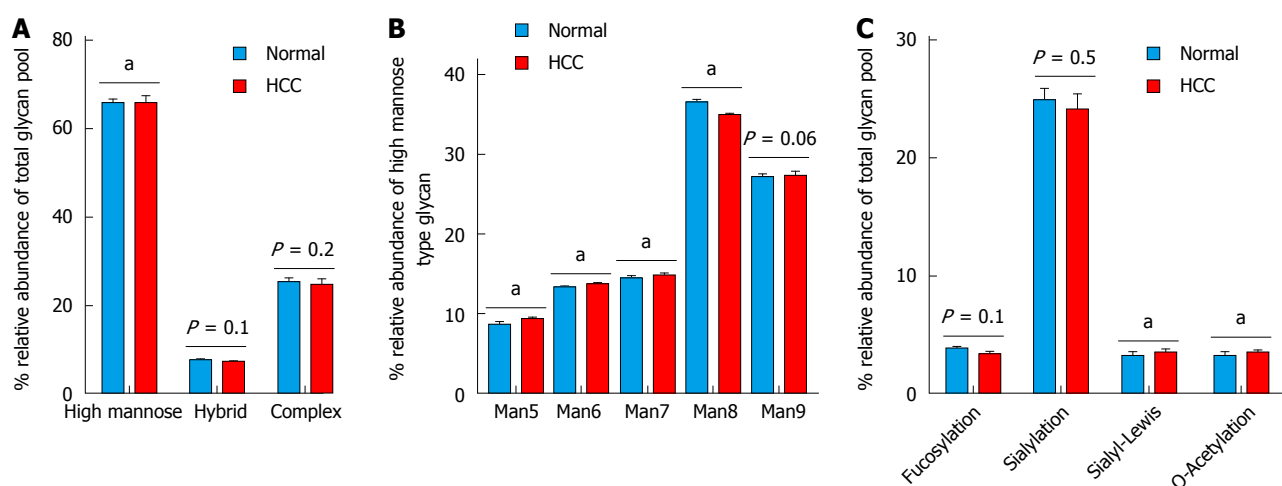 A
% relative abundance of total glycan pool
80
60
40
20
0
Normal
HCC
a
P = 0.1
P = 0.2
High mannose
Hybrid
Complex
B
% relative abundance of high mannose
type glycan
40
30
20
10
0
Normal
HCC
a
a
a
a
P = 0.06
Man5
Man6
Man7
Man8
Man9
C
% relative abundance of total glycan pool
30
20
10
0
Normal
HCC
P = 0.1
P = 0.5
a
a
Fucosylation
Sialylation
Sialyl-Lewis
O-Acetylation